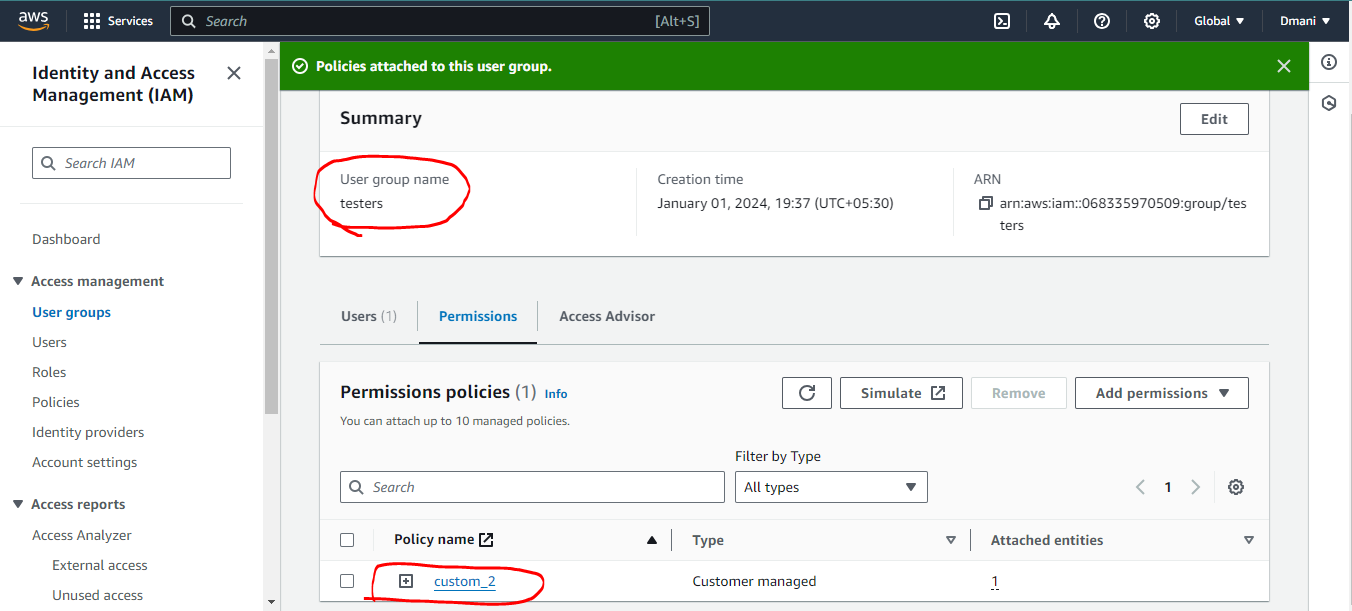 aws
Services
Search
[Alt+S]
Global
Dmani
Identity and Access
Management (IAM)
Search IAM
Dashboard
Access management
User groups
Users
Roles
Policies
Identity providers
Account settings
Access reports
Access Analyzer
External access
Unused access
Policies attached to this user group.
Summary
Edit
User group name
testers
Creation time
January 01, 2024, 19:37 (UTC+05:30)
ARN
arn:aws:iam::068335970509:group/tes
ters
Users (1)
Permissions
Access Advisor
Permissions policies (1) Info
You can attach up to 10 managed policies.
Simulate
Remove
Add permissions
Filter by Type
Search
All types
1
Policy name
Type
Attached entities
custom_2
Customer managed
1